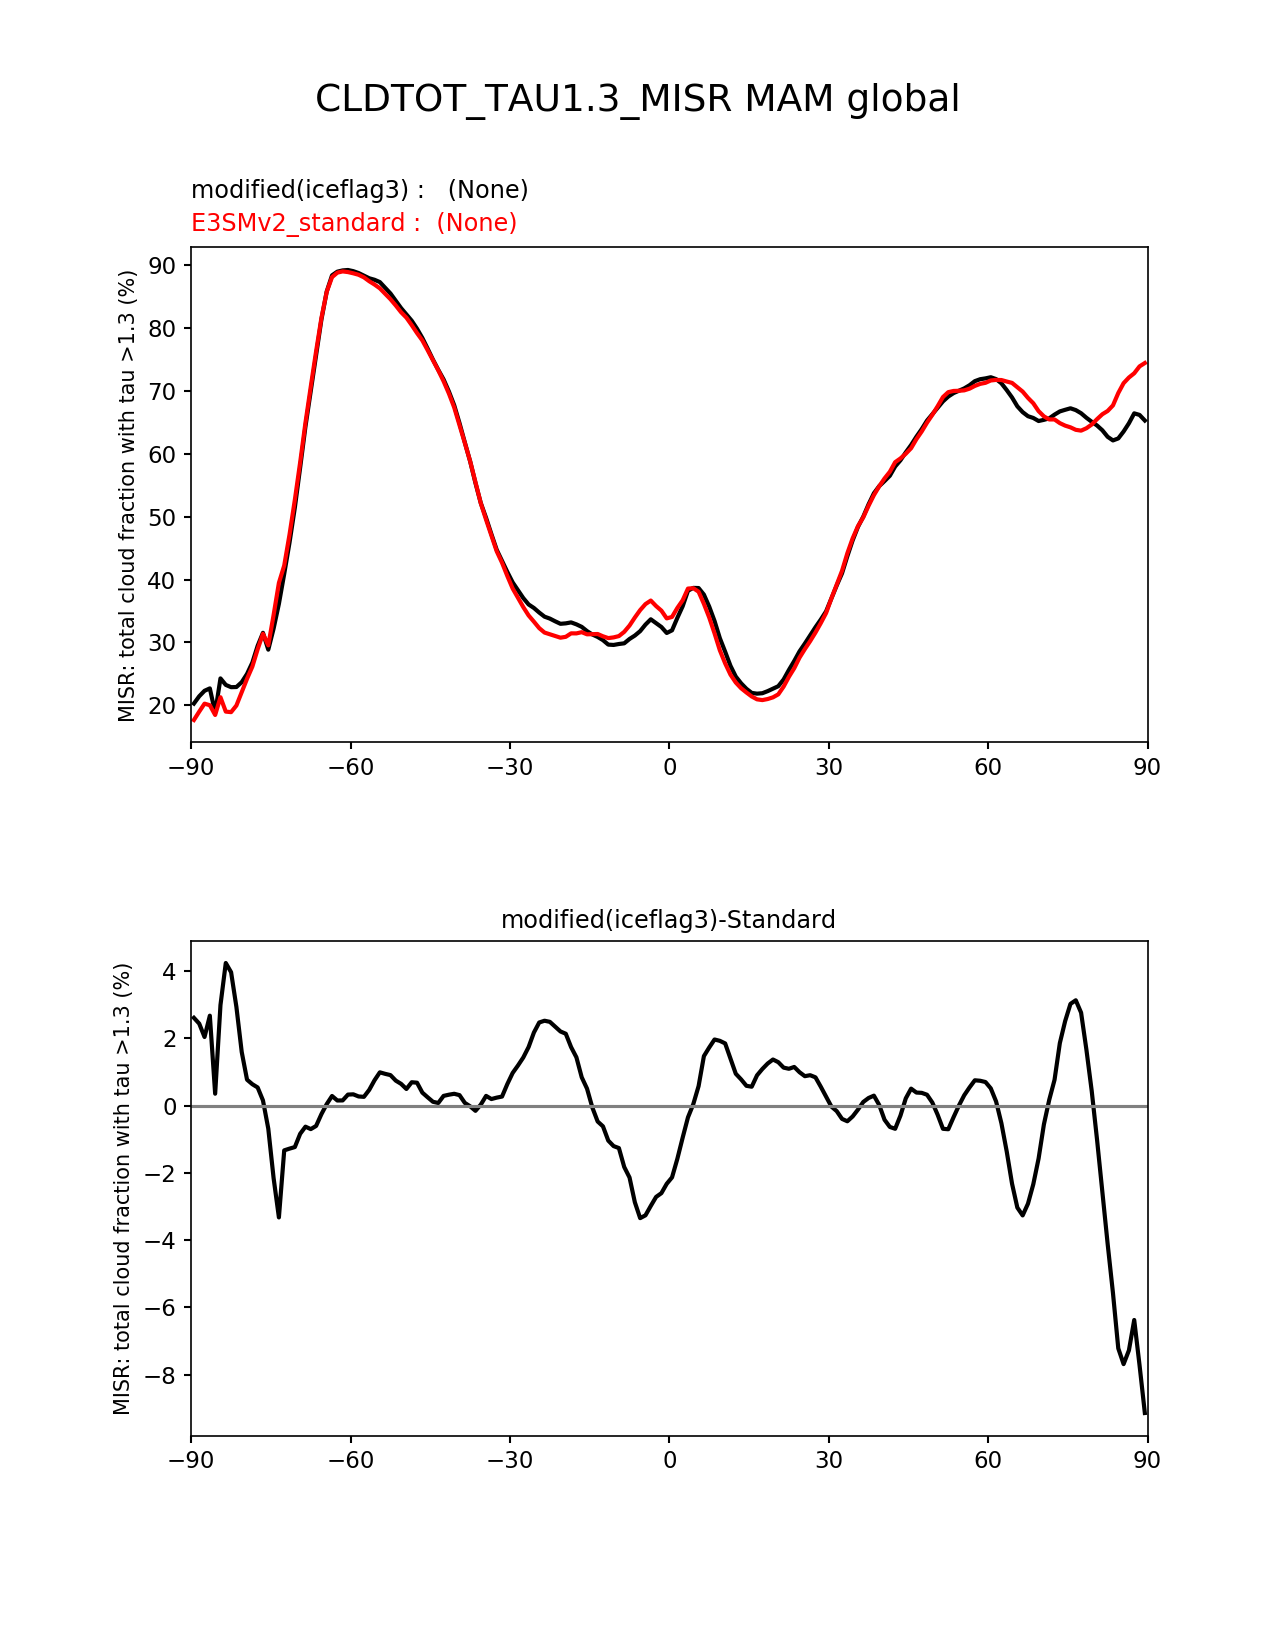 CLDTOT_TAU1.3_MISR MAM global
modified(iceflag3) :   (None)
E3SMv2_standard :  (None)
MISR: total cloud fraction with tau >1.3 (%)
90
80
70
60
50
40
30
20
−90 −60 −30 0 30 60 90
modified(iceflag3)-Standard
MISR: total cloud fraction with tau >1.3 (%)
4
2
0
−2
−4
−6
−8
−90 −60 −30 0 30 60 90